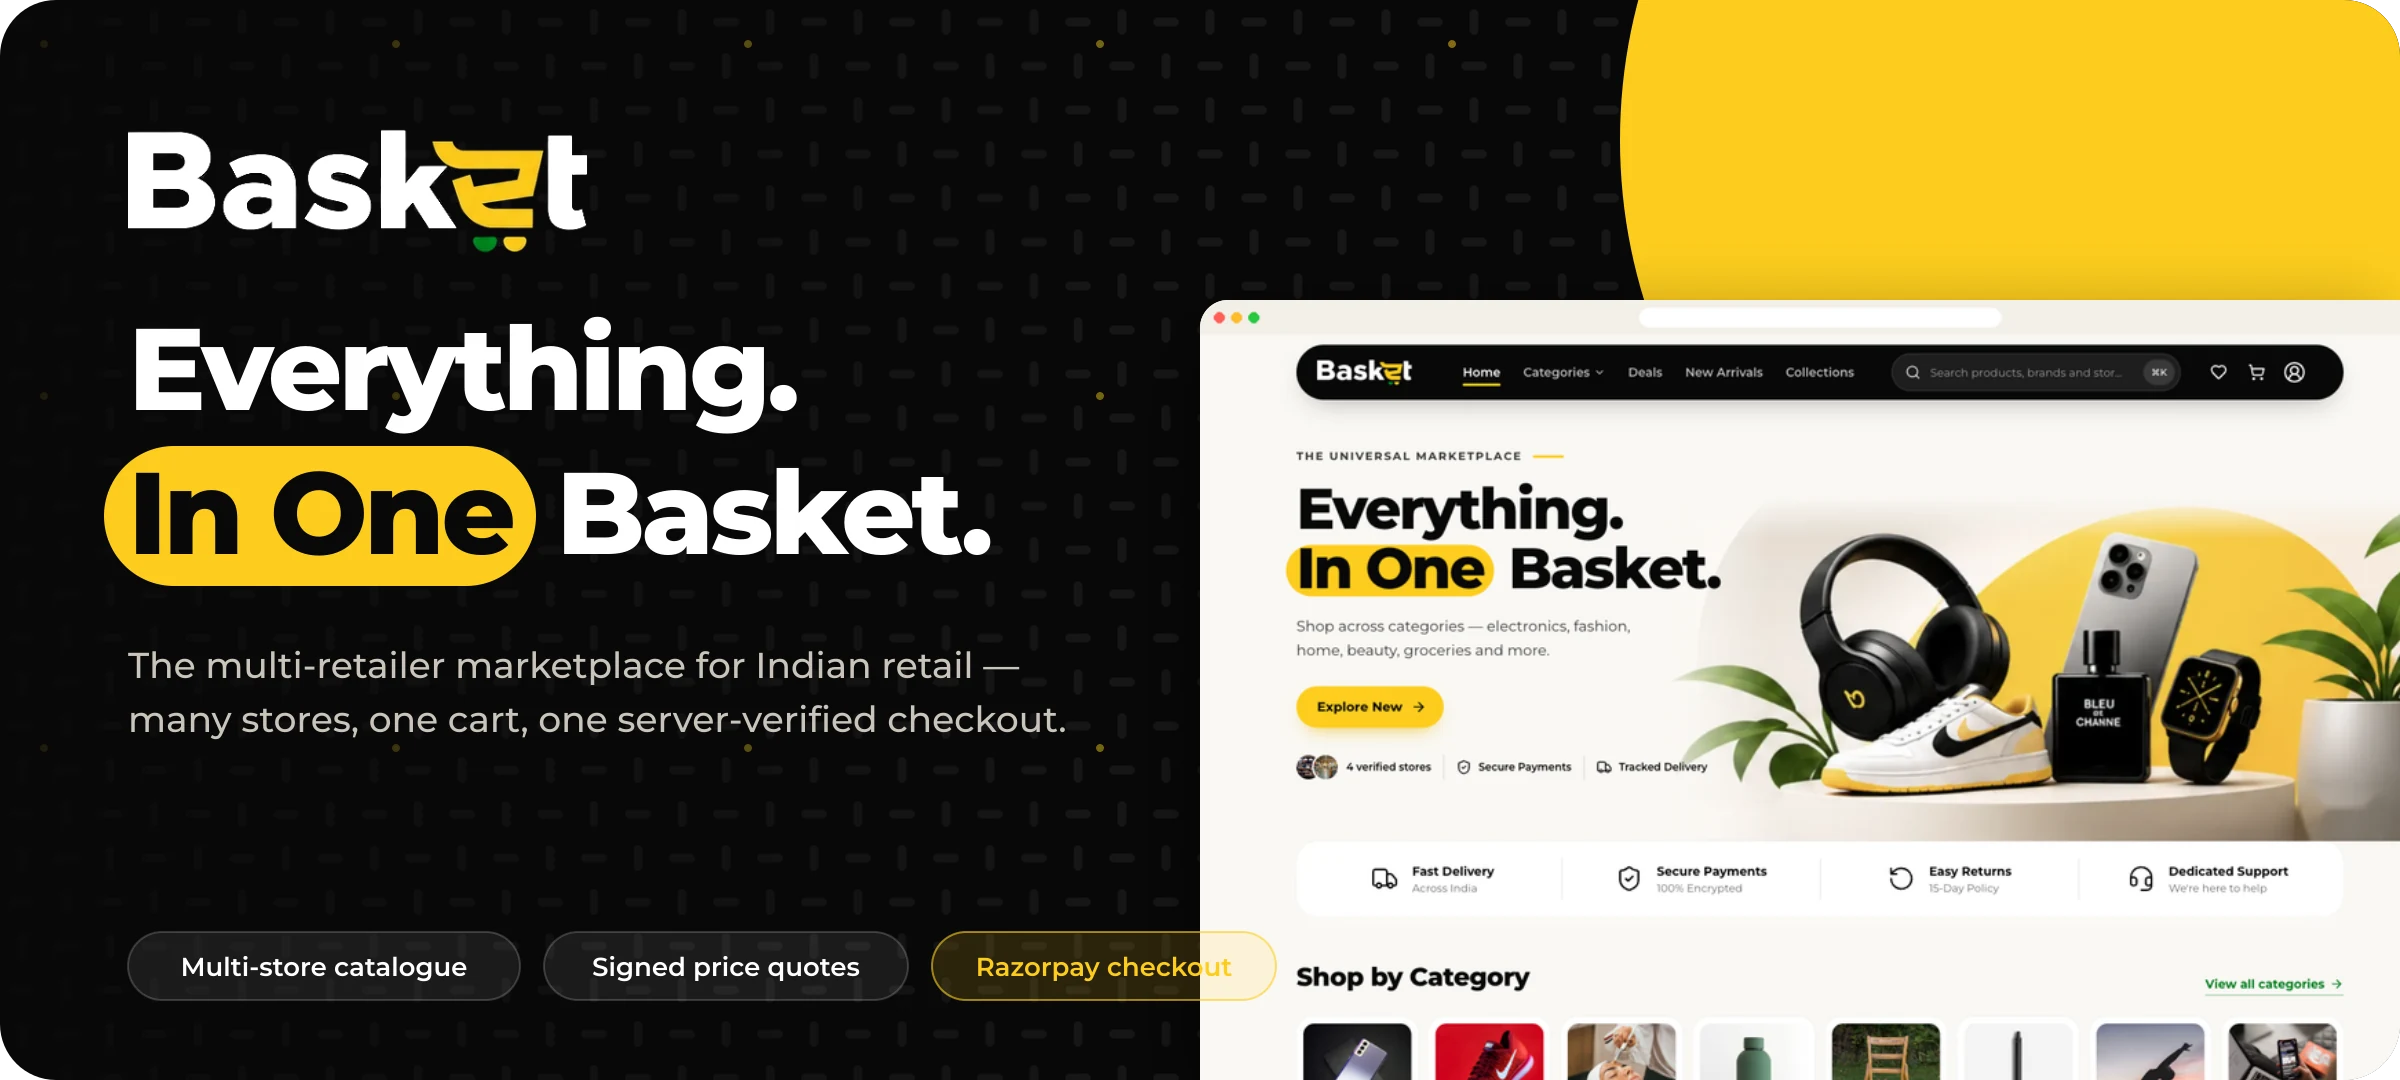 Basket
Everything.
In One Basket.
The multi-retailer marketplace for Indian retail —
many stores, one cart, one server-verified checkout.
Multi-store catalogue
Signed price quotes
Razorpay checkout
Basket
Home
Categories
Deals
New Arrivals
Collections
Search products, brands and stor...
⌘K
THE UNIVERSAL MARKETPLACE
Everything.
In One Basket.
Shop across categories — electronics, fashion,
home, beauty, groceries and more.
Explore New →
4 verified stores
Secure Payments
Tracked Delivery
BLEU
DE
CHANNE
Fast Delivery
Across India
Secure Payments
100% Encrypted
Easy Returns
15-Day Policy
Dedicated Support
We're here to help
Shop by Category
View all categories →